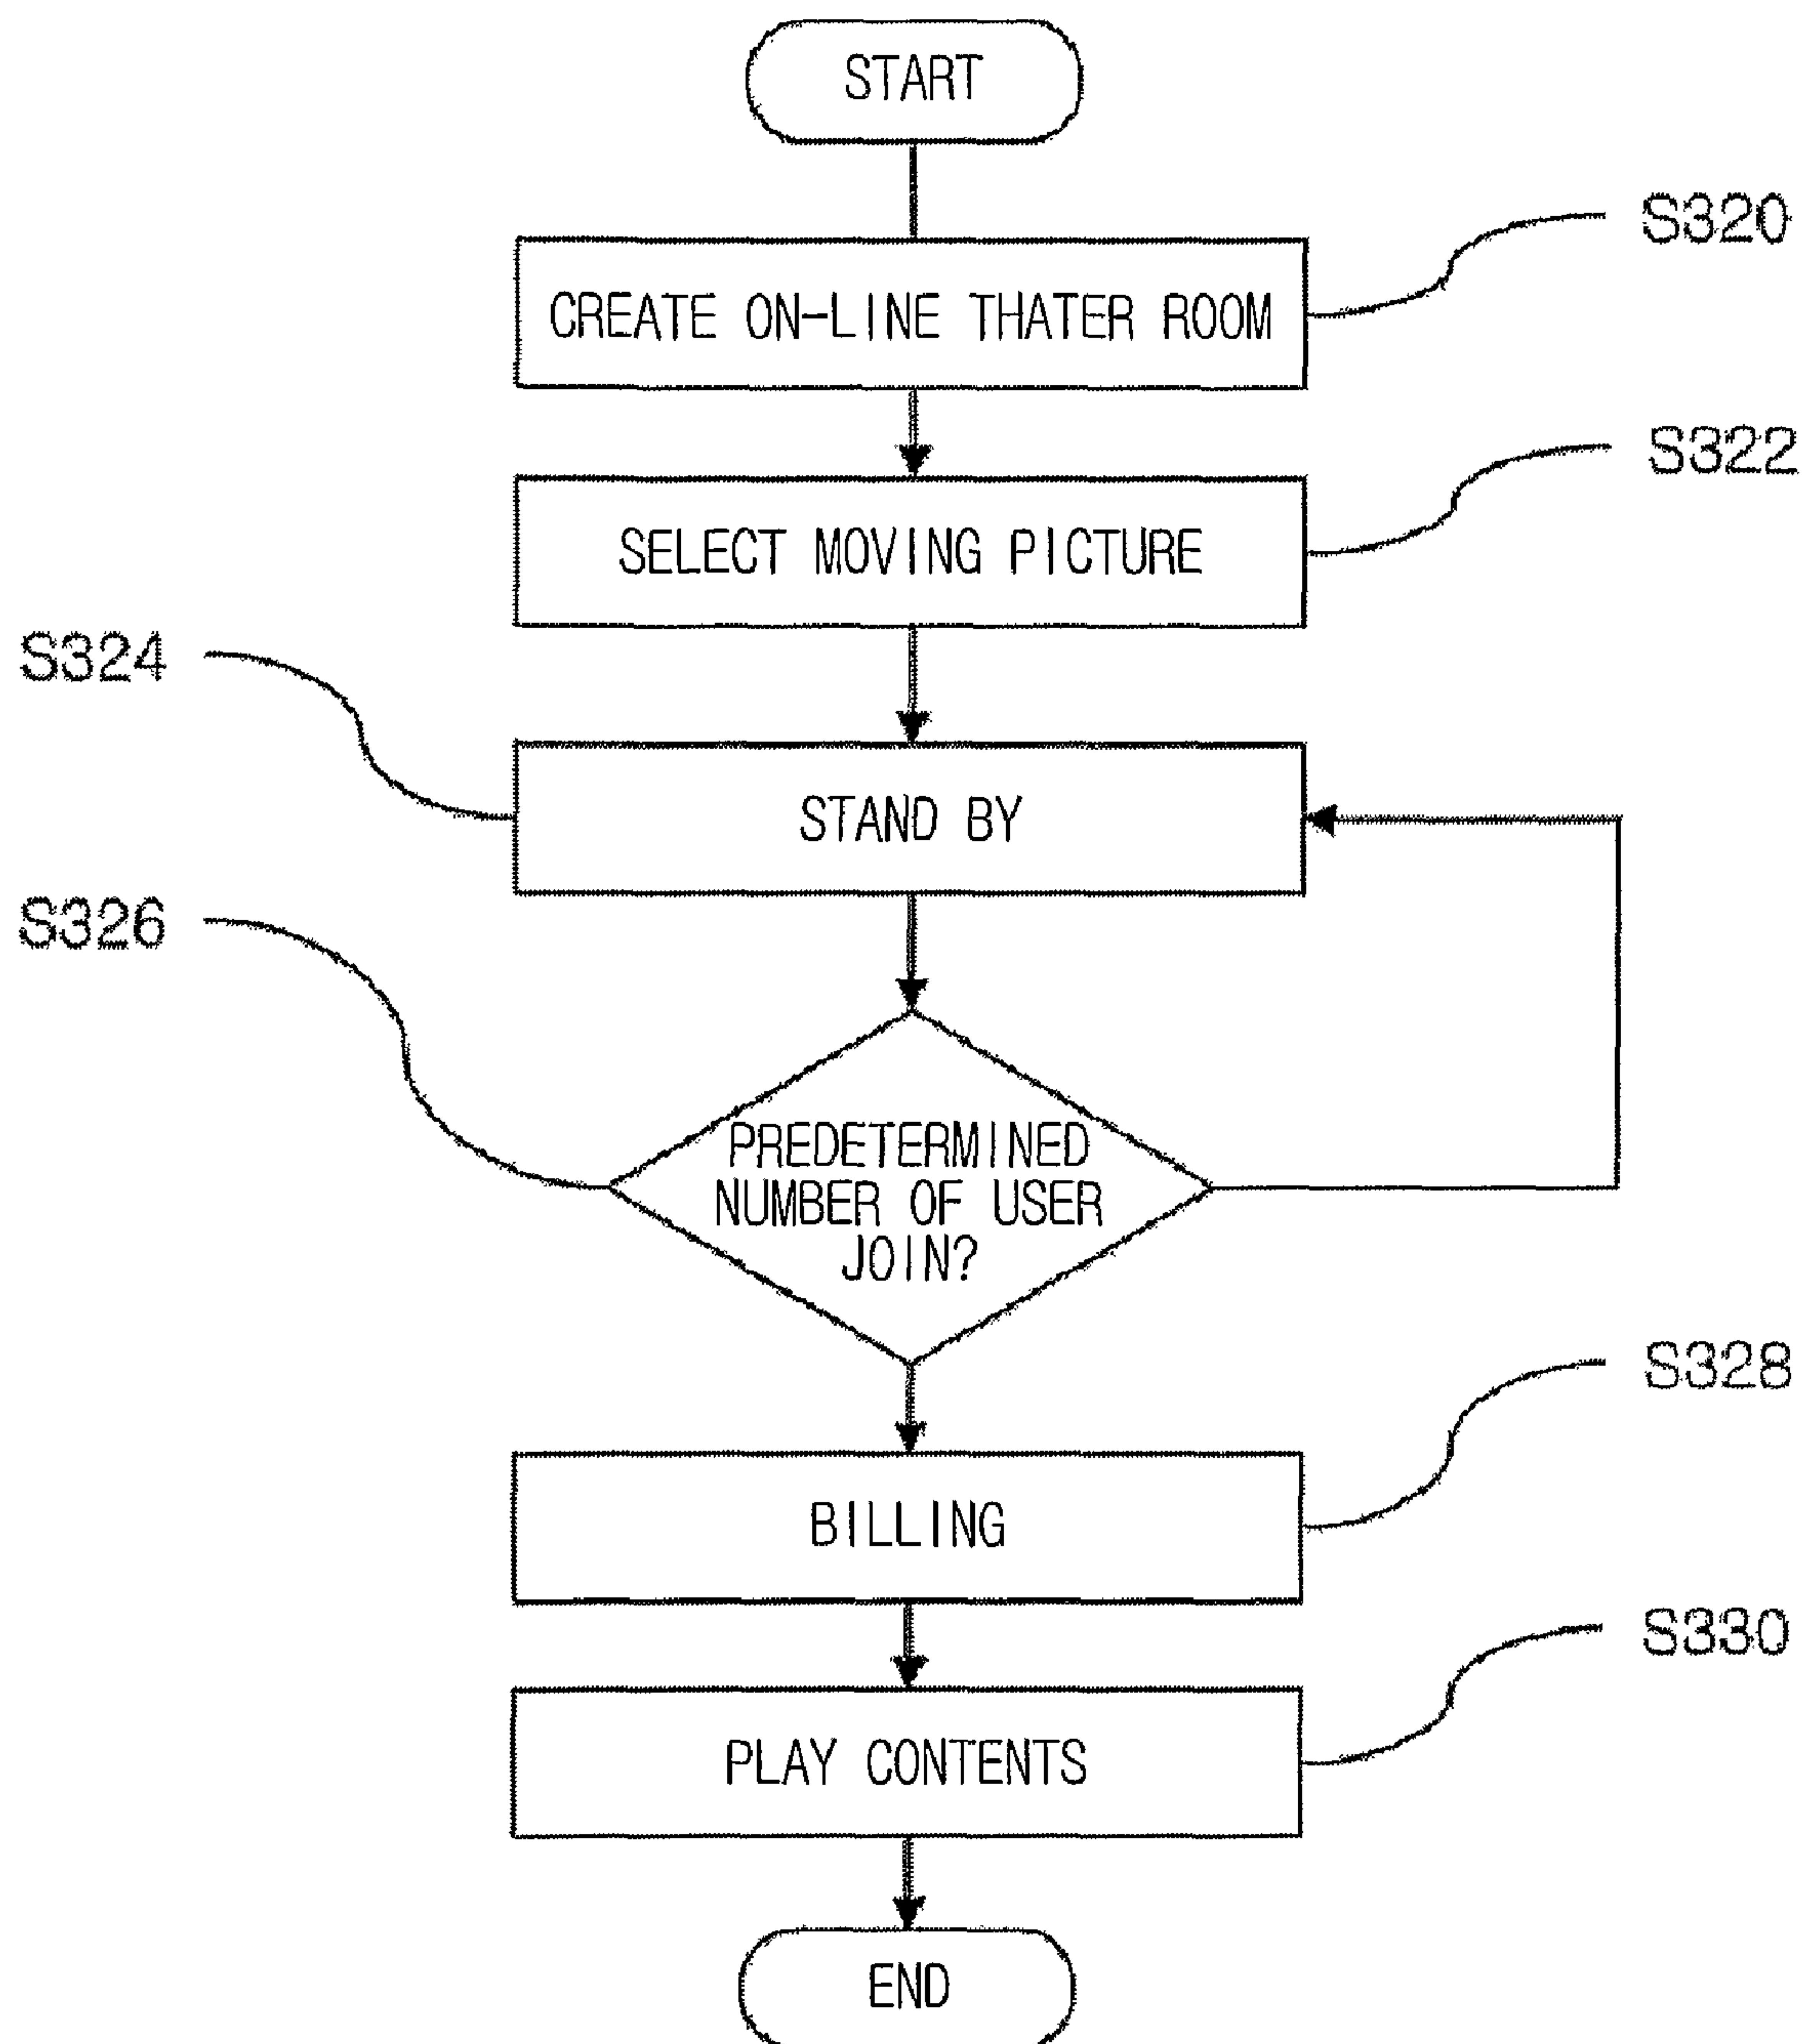 START
S320
CREATE ON-LINE THATER ROOM
S322
SELECT MOVING PICTURE
S324
STAND BY
S326
PREDETERMINED
NUMBER OF USER
JOIN?
S328
BILLING
S330
PLAY CONTENTS
END